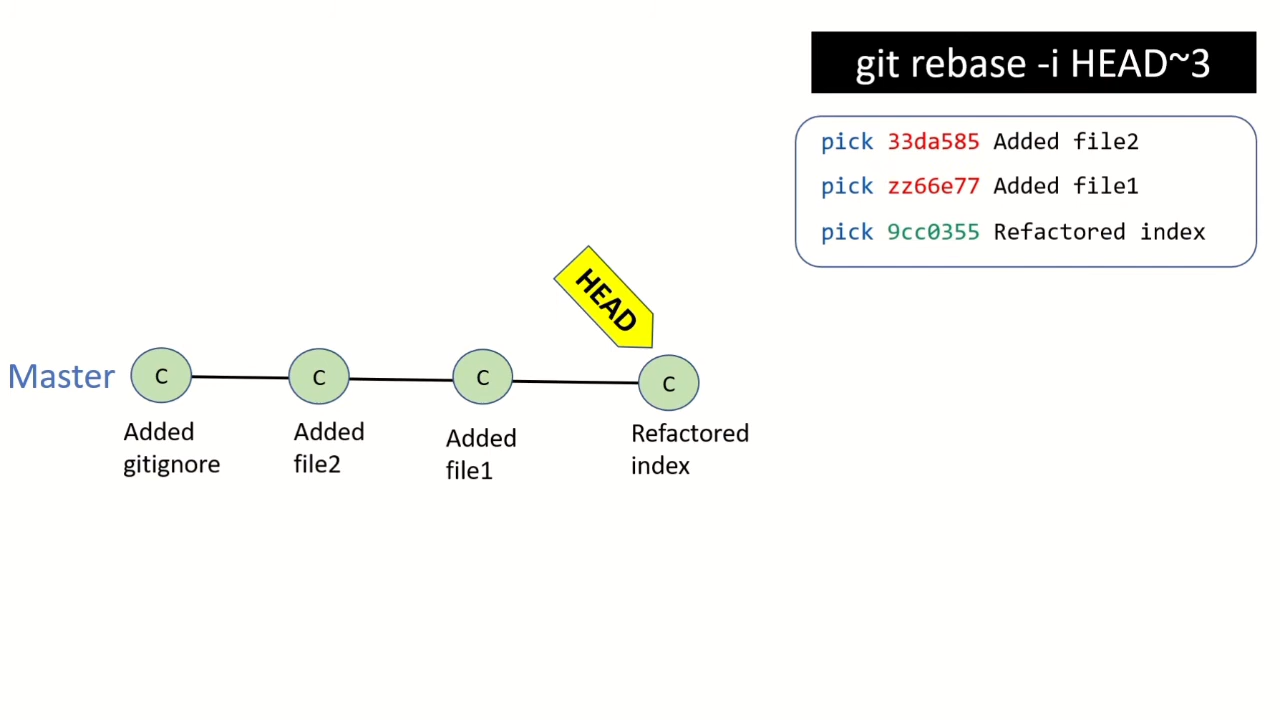 git rebase -i HEAD~3
pick 33da585 Added file2
pick zz66e77 Added file1
pick 9cc0355 Refactored index
HEAD
Master
C
C
C
C
Added
gitignore
Added
file2
Added
file1
Refactored
index